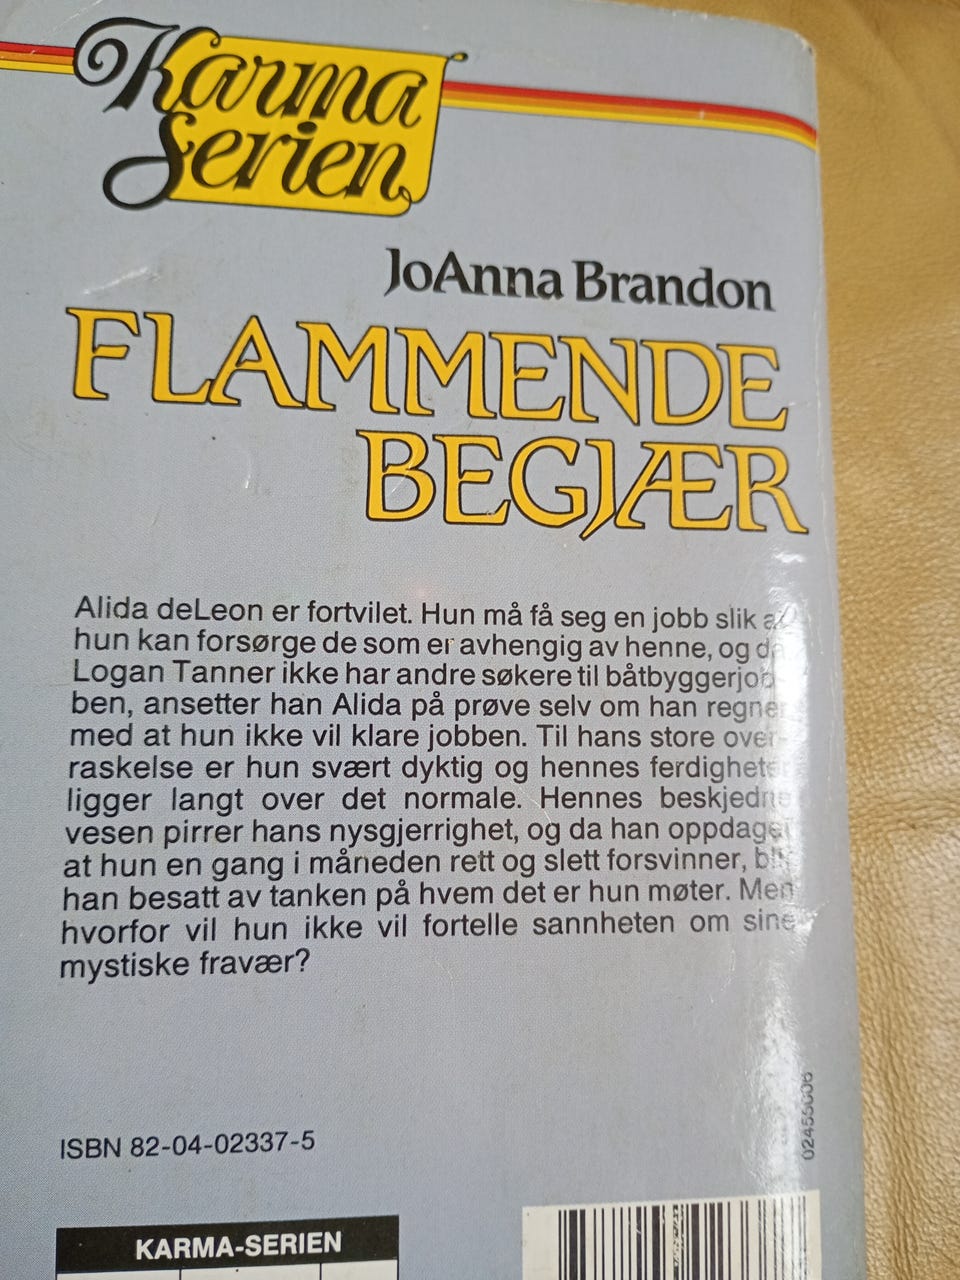 Karma
Serien
JoAnna Brandon
FLAMMENDE
BEGJÆR
Alida deLeon er fortvilet. Hun må få seg en jobb slik at
hun kan forsørge de som er avhengig av henne, og da
Logan Tanner ikke har andre søkere til båtbyggerjob-
ben, ansetter han Alida på prøve selv om han regner
med at hun ikke vil klare jobben. Til hans store over-
raskelse er hun svært dyktig og hennes ferdigheter
ligger langt over det normale. Hennes beskjedne
vesen pirrer hans nysgjerrighet, og da han oppdager
at hun en gang i måneden rett og slett forsvinner, blir
han besatt av tanken på hvem det er hun møter. Men
hvorfor vil hun ikke vil fortelle sannheten om sine
mystiske fravær?
ISBN 82-04-02337-5
KARMA-SERIEN